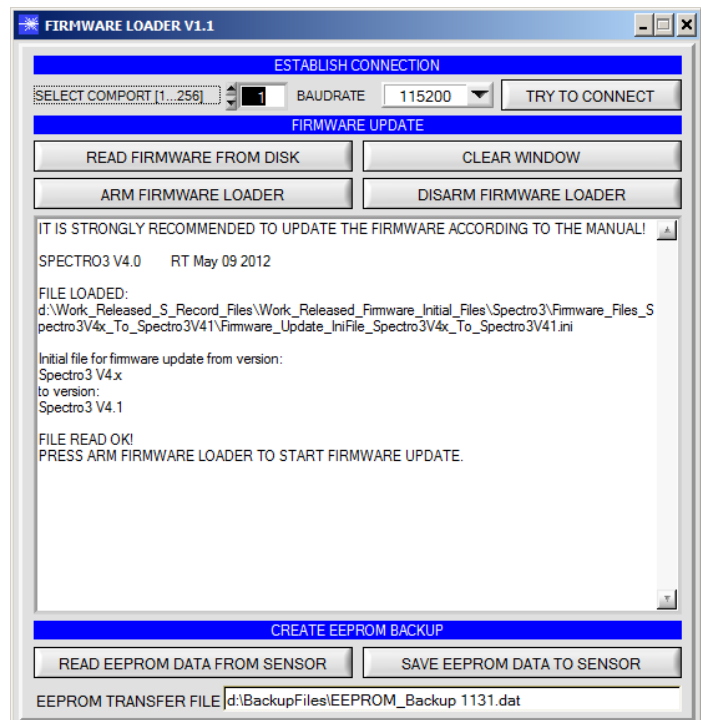 FIRMWARE LOADER V1.1
ESTABLISH CONNECTION
SELECT COMPORT [1...256] 1 BAUDRATE 115200 TRY TO CONNECT
FIRMWARE UPDATE
READ FIRMWARE FROM DISK CLEAR WINDOW
ARM FIRMWARE LOADER DISARM FIRMWARE LOADER
IT IS STRONGLY RECOMMENDED TO UPDATE THE FIRMWARE ACCORDING TO THE MANUAL!
SPECTRO3 V4.0 RT May 09 2012
FILE LOADED:
d:\Work_Released_S_Record_Files\Work_Released_Firmware_Initial_Files\Spectro3\Firmware_Files_S
pectro3V4x_To_Spectro3V41\Firmware_Update_IniFile_Spectro3V4x_To_Spectro3V41.ini
Initial file for firmware update from version:
Spectro3 V4.x
to version:
Spectro3 V4.1
FILE READ OK!
PRESS ARM FIRMWARE LOADER TO START FIRMWARE UPDATE.
CREATE EEPROM BACKUP
READ EEPROM DATA FROM SENSOR SAVE EEPROM DATA TO SENSOR
EEPROM TRANSFER FILE d:\BackupFiles\EEPROM_Backup 1131.dat